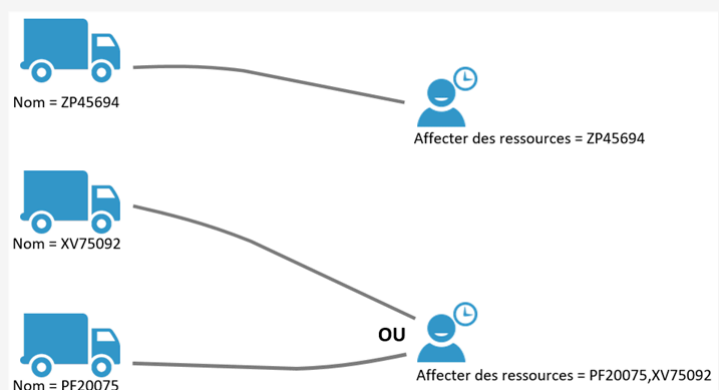 Nom = ZP45694
Affecter des ressources = ZP45694
Nom = XV75092
OU
Affecter des ressources = PF20075,XV75092
Nom = PF20075